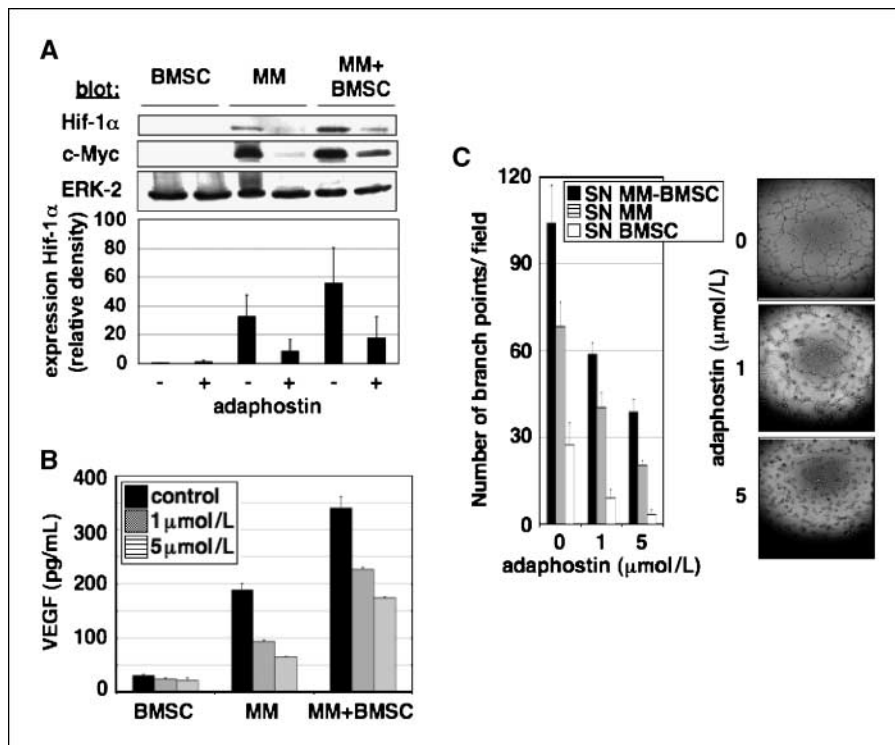 A
BMSC MM MM+
BMSC
blot:
Hif-1α
c-Myc
ERK-2
expression Hif-1α
(relative density)
100
80
60
40
20
0
- + - + - +
adaphostin
B
VEGF (pg/mL)
400
300
200
100
0
control
1 μmol/L
5 μmol/L
BMSC MM MM+BMSC
C
Number of branch points/ field
120
90
60
30
0
SN MM-BMSC
SN MM
SN BMSC
0 1 5
adaphostin (μmol/L)
adaphostin (μmol/L)
0
1
5